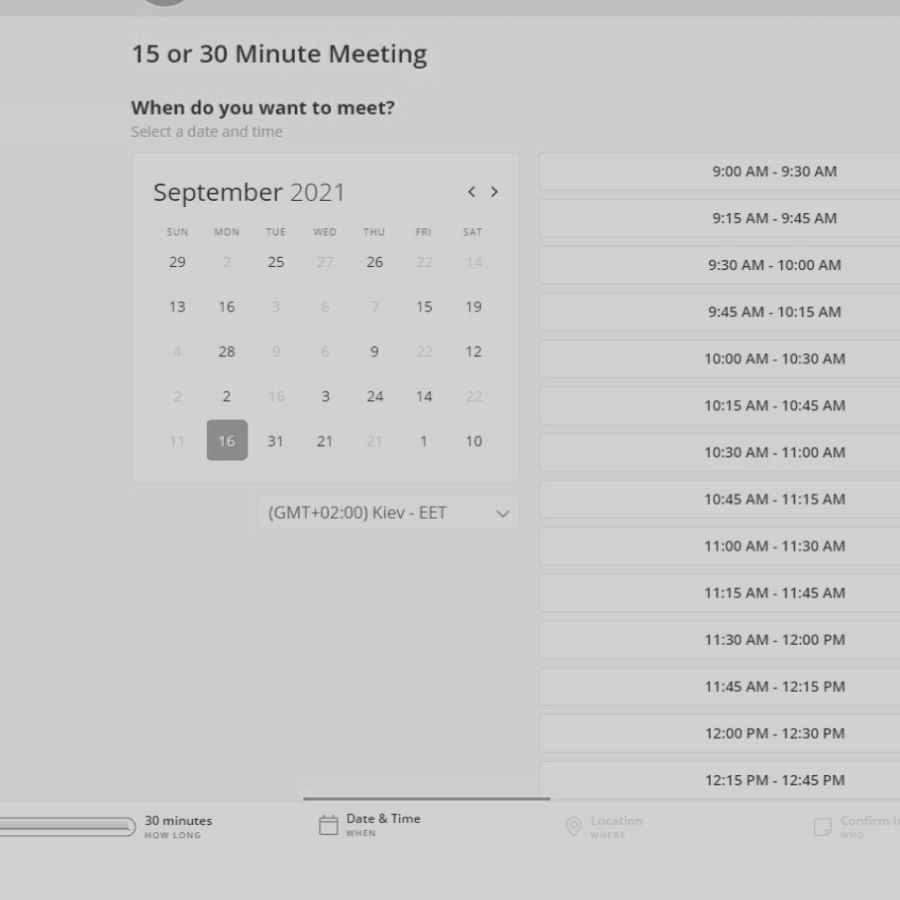 15 or 30 Minute Meeting
When do you want to meet?
Select a date and time
September 2021
SUN MON TUE WED THU FRI SAT
29 2 25 27 26 22 14
13 16 3 6 7 15 19
4 28 9 6 9 22 12
2 2 16 3 24 14 22
11 16 31 21 21 1 10
(GMT+02:00) Kiev - EET
9:00 AM - 9:30 AM
9:15 AM - 9:45 AM
9:30 AM - 10:00 AM
9:45 AM - 10:15 AM
10:00 AM - 10:30 AM
10:15 AM - 10:45 AM
10:30 AM - 11:00 AM
10:45 AM - 11:15 AM
11:00 AM - 11:30 AM
11:15 AM - 11:45 AM
11:30 AM - 12:00 PM
11:45 AM - 12:15 PM
12:00 PM - 12:30 PM
12:15 PM - 12:45 PM
30 minutes
HOW LONG
Date & Time
WHEN
Location
WHERE
Confirm
WHO